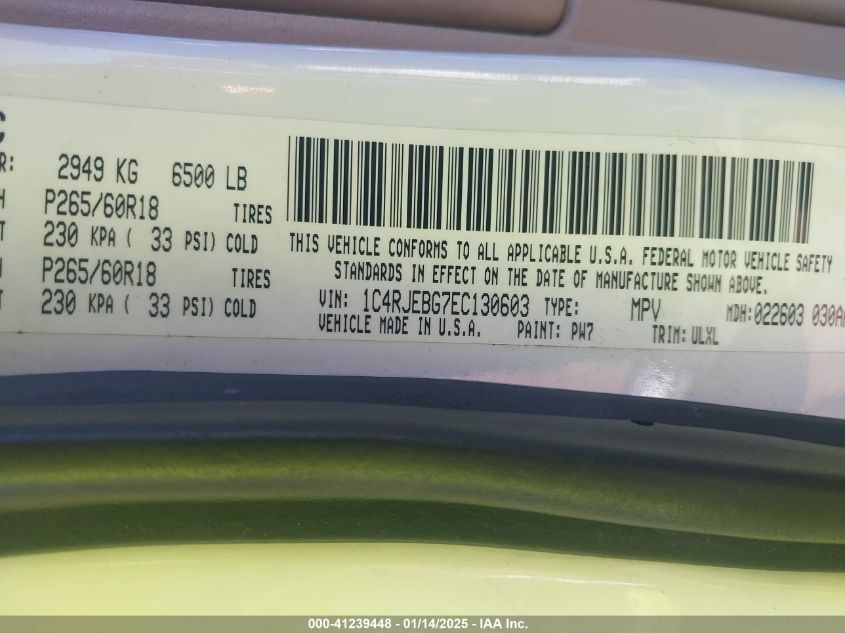 C
R: 2949 KG 6500 LB
H P265/60R18 TIRES
T 230 KPA ( 33 PSI) COLD
H P265/60R18 TIRES
T 230 KPA ( 33 PSI) COLD
THIS VEHICLE CONFORMS TO ALL APPLICABLE U.S.A. FEDERAL MOTOR VEHICLE SAFETY
STANDARDS IN EFFECT ON THE DATE OF MANUFACTURE SHOWN ABOVE.
VIN: 1C4RJEBG7EC130603 TYPE: MPV MDH:022603 030A
VEHICLE MADE IN U.S.A. PAINT: PW7 TRIM: ULXL
000-41239448 - 01/14/2025 - IAA Inc.